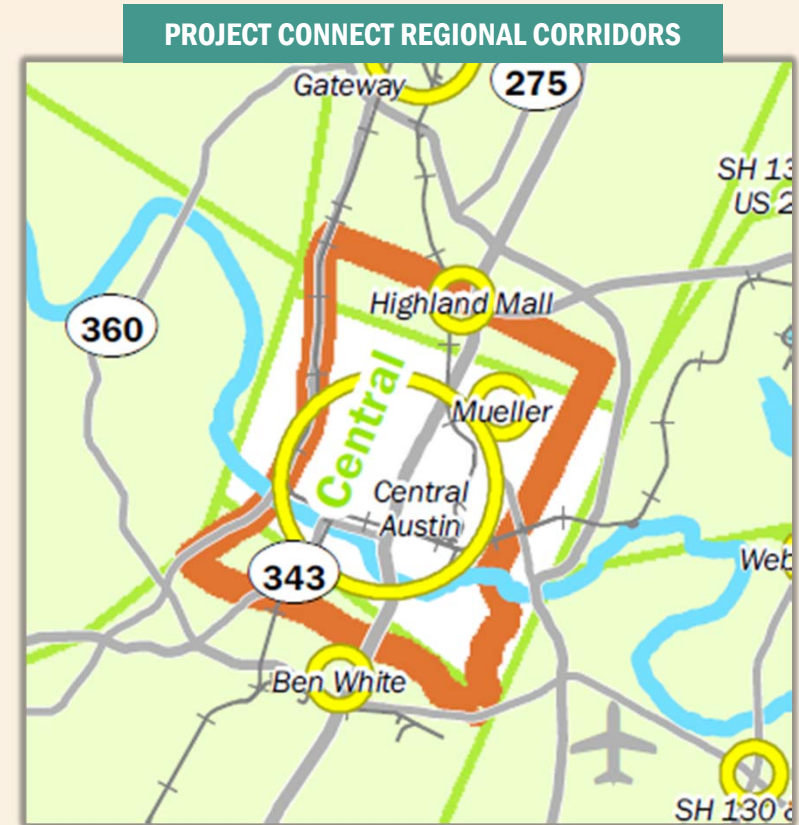 PROJECT CONNECT REGIONAL CORRIDORS
Gateway
275
SH 13
US 2
Highland Mall
360
Central
Mueller
Central
Austin
Web
343
Ben White
SH 130 &